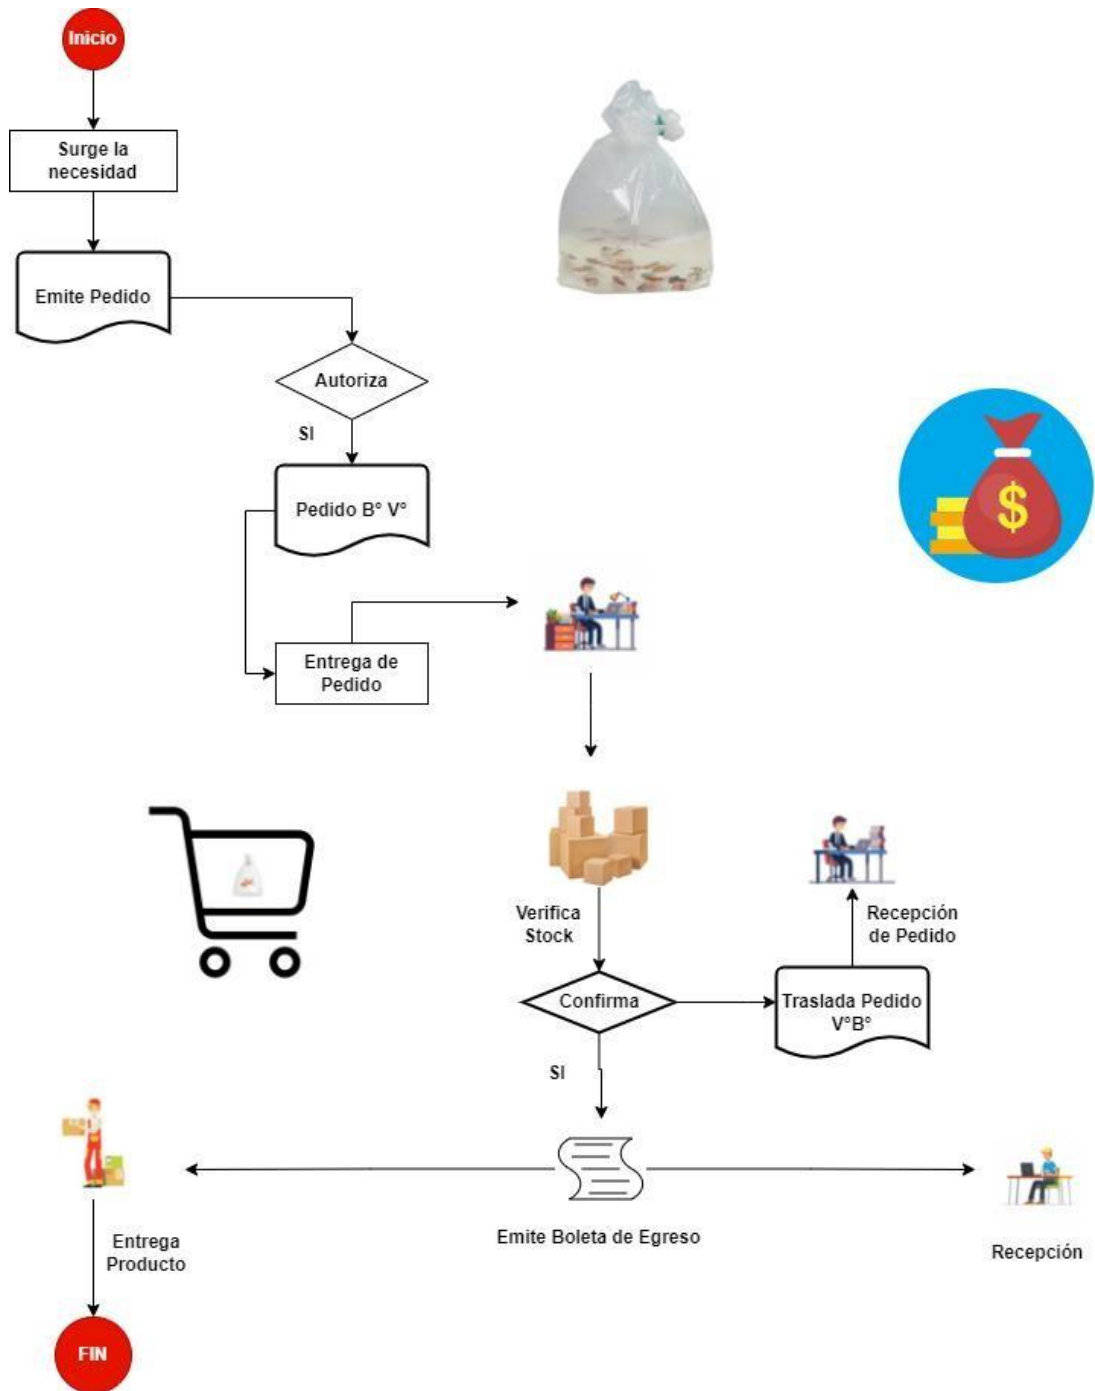 Inicio
Surge la
necesidad
Emite Pedido
Autoriza
SI
Pedido B° V°
$
Entrega de
Pedido
Verifica
Stock
Recepción
de Pedido
Confirma
Traslada Pedido
V°B°
SI
Emite Boleta de Egreso
Entrega
Producto
Recepción
FIN